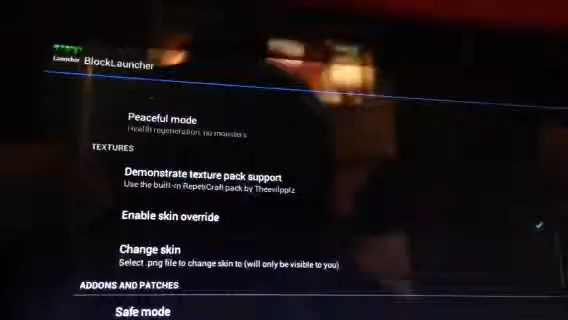 Launcher BlockLauncher
Peaceful mode
Health regeneration, no monsters
TEXTURES
Demonstrate texture pack support
Use the built-in RepetiCraft pack by Theevilpplz
Enable skin override
Change skin
Select .png file to change skin to (will only be visible to you)
ADDONS AND PATCHES
Safe mode